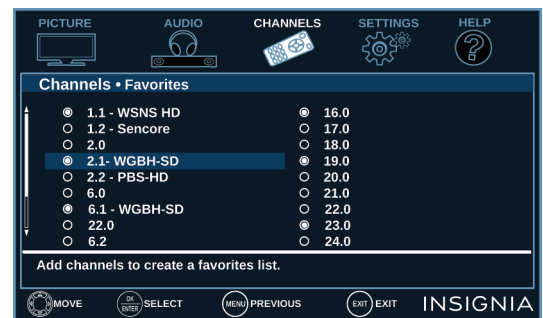 PICTURE AUDIO CHANNELS SETTINGS HELP
?
Channels • Favorites
1.1 - WSNS HD 16.0
1.2 - Sencore 17.0
2.0 18.0
2.1- WGBH-SD 19.0
2.2 - PBS-HD 20.0
6.0 21.0
6.1 - WGBH-SD 22.0
22.0 23.0
6.2 24.0
Add channels to create a favorites list.
MOVE OK ENTER SELECT MENU PREVIOUS EXIT EXIT INSIGNIA